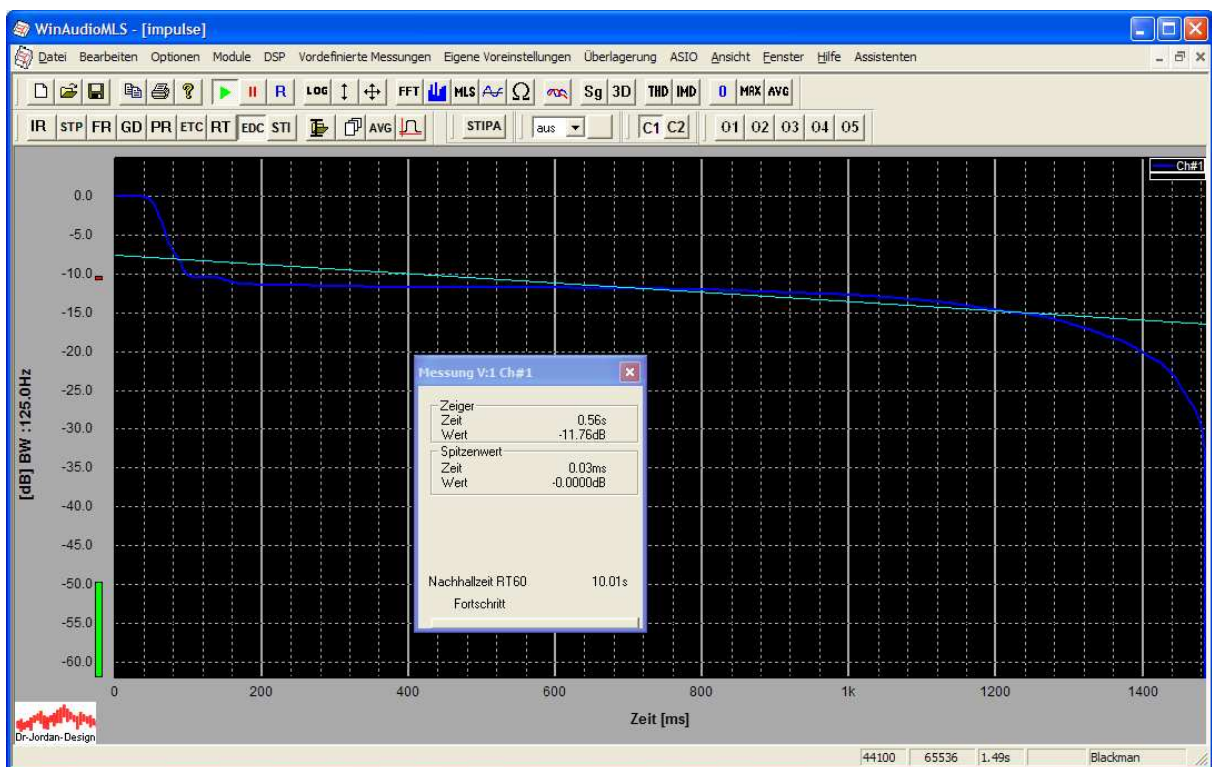 WinAudioMLS - [impulse]
Datei Bearbeiten Optionen Module DSP Vordefinierte Messungen Eigene Voreinstellungen Überlagerung ASIO Ansicht Fenster Hilfe Assistenten
R LOG FFT MLS Ω Sg 3D THD IMD 0 MAX AVG
IR STP FR GD PR ETC RT EDC STI AVG STIPA aus C1 C2 O1 O2 O3 O4 O5
Ch#1
0.0
-5.0
-10.0
-15.0
-20.0
-25.0
-30.0
-35.0
-40.0
-45.0
-50.0
-55.0
-60.0
[dB] BW :125.0Hz
Messung V:1 Ch#1
Zeiger
Zeit 0.56s
Wert -11.76dB
Spitzenwert
Zeit 0.03ms
Wert -0.0000dB
Nachhallzeit RT60 10.01s
Fortschritt
0 200 400 600 800 1k 1200 1400
Zeit [ms]
Dr-Jordan-Design
44100 65536 1.49s Blackman